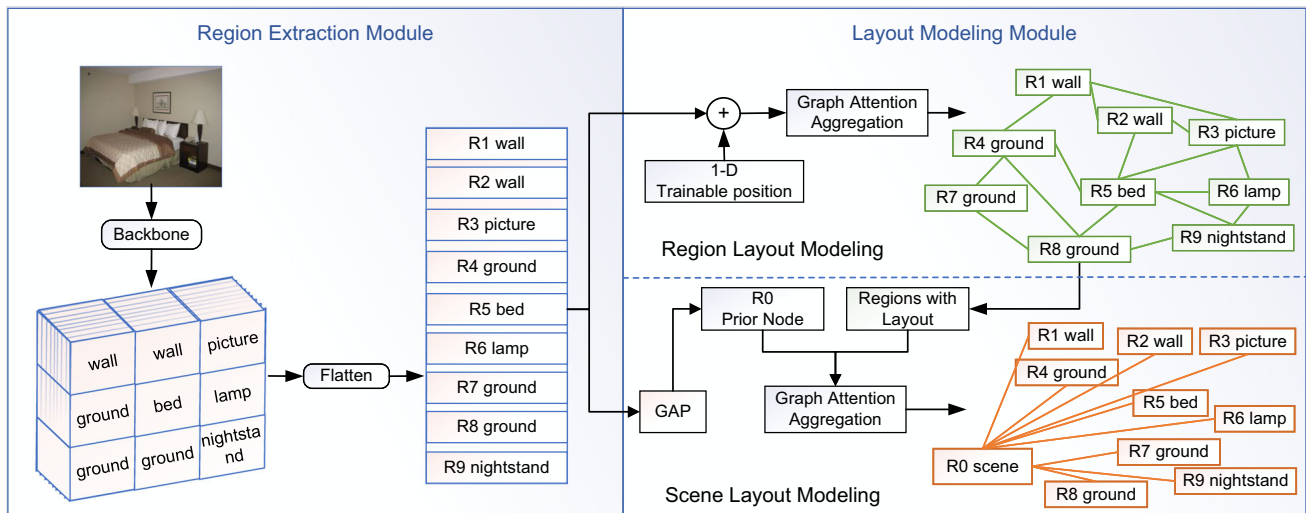 Region Extraction Module
Backbone
wall
wall
picture
ground
bed
lamp
ground
ground
nightsta
nd
Flatten
R1 wall
R2 wall
R3 picture
R4 ground
R5 bed
R6 lamp
R7 ground
R8 ground
R9 nightstand
Layout Modeling Module
+
1-D
Trainable position
Graph Attention
Aggregation
R1 wall
R2 wall
R3 picture
R4 ground
R5 bed
R6 lamp
R7 ground
R8 ground
R9 nightstand
Region Layout Modeling
R0
Prior Node
Regions with
Layout
GAP
Graph Attention
Aggregation
R1 wall
R2 wall
R3 picture
R4 ground
R5 bed
R6 lamp
R0 scene
R7 ground
R8 ground
R9 nightstand
Scene Layout Modeling